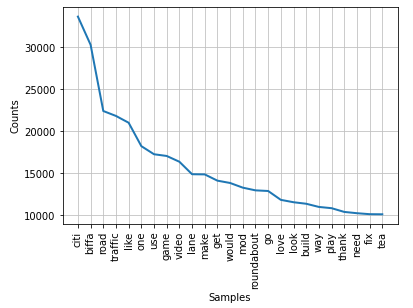 Counts
30000
25000
20000
15000
10000
citi
biffa
road
traffic
like
one
use
game
video
lane
make
get
would
mod
roundabout
go
love
look
build
way
play
thank
need
fix
tea
Samples